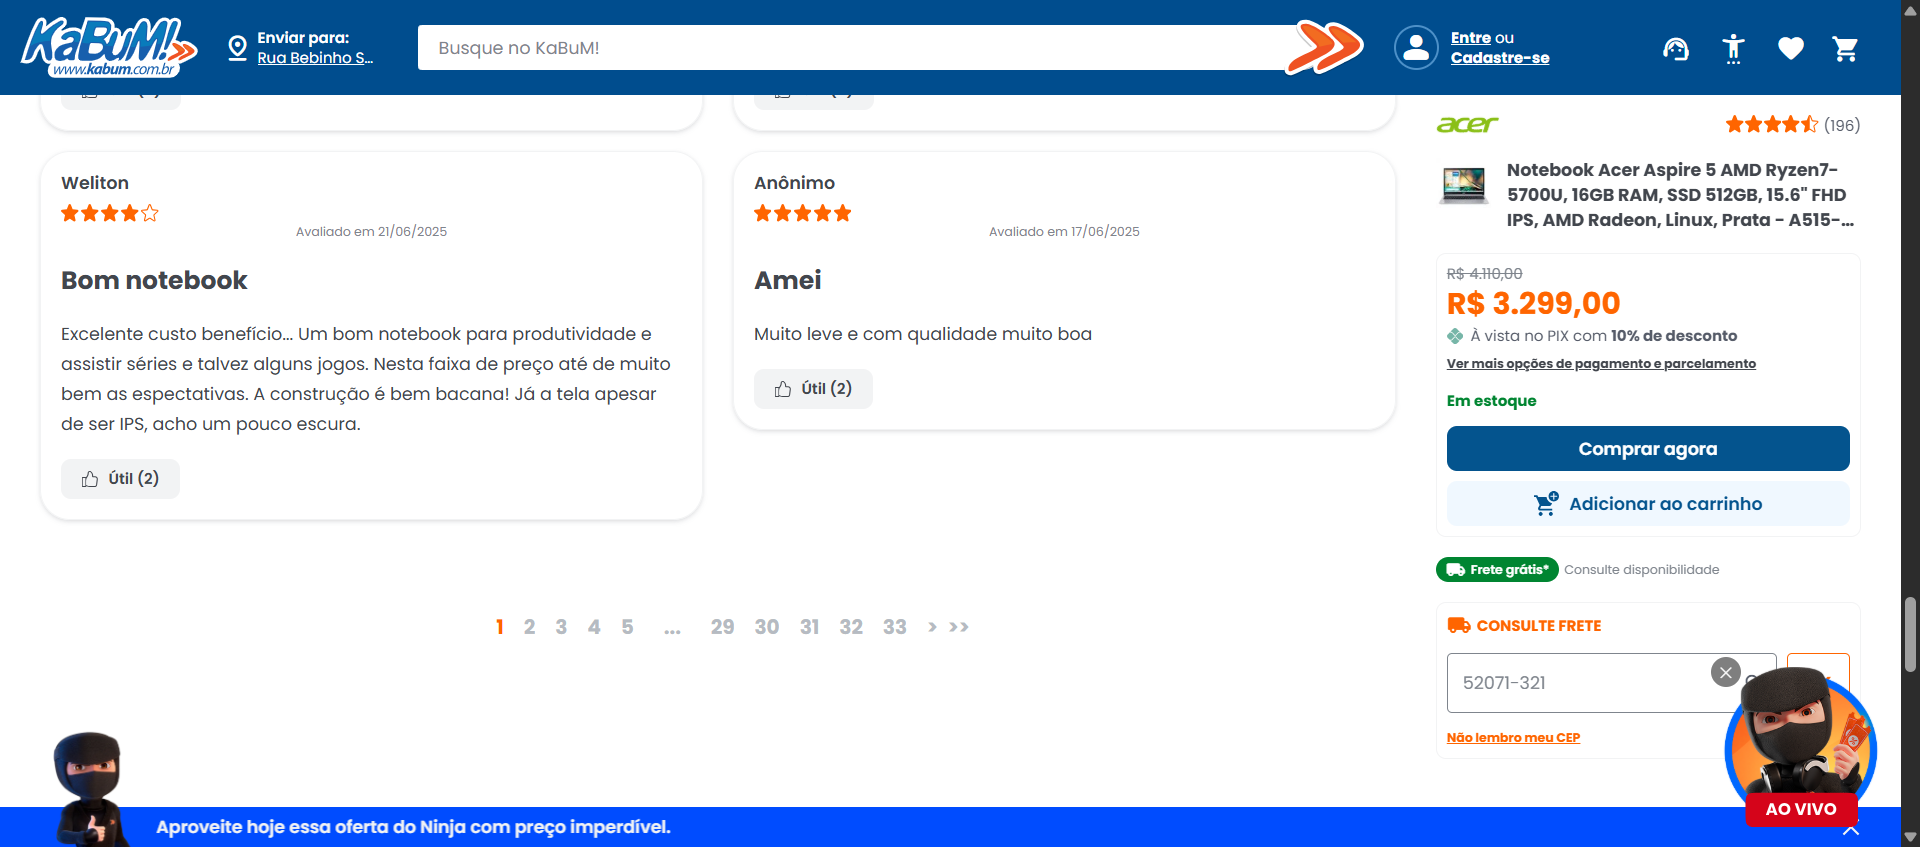 KaBuM!
www.kabum.com.br
Enviar para:
Rua Bebinho S...
Busque no KaBuM!
Entre ou
Cadastre-se
Weliton
Avaliado em 21/06/2025
Bom notebook
Excelente custo benefício... Um bom notebook para produtividade e
assistir séries e talvez alguns jogos. Nesta faixa de preço até de muito
bem as espectativas. A construção é bem bacana! Já a tela apesar
de ser IPS, acho um pouco escura.
Útil (2)
Anônimo
Avaliado em 17/06/2025
Amei
Muito leve e com qualidade muito boa
Útil (2)
1 2 3 4 5 ... 29 30 31 32 33 > >>
acer
(196)
Notebook Acer Aspire 5 AMD Ryzen7-
5700U, 16GB RAM, SSD 512GB, 15.6" FHD
IPS, AMD Radeon, Linux, Prata - A515-...
R$ 4.110,00
R$ 3.299,00
À vista no PIX com 10% de desconto
Ver mais opções de pagamento e parcelamento
Em estoque
Comprar agora
Adicionar ao carrinho
Frete grátis* Consulte disponibilidade
CONSULTE FRETE
52071-321
Não lembro meu CEP
AO VIVO
Aproveite hoje essa oferta do Ninja com preço imperdível.